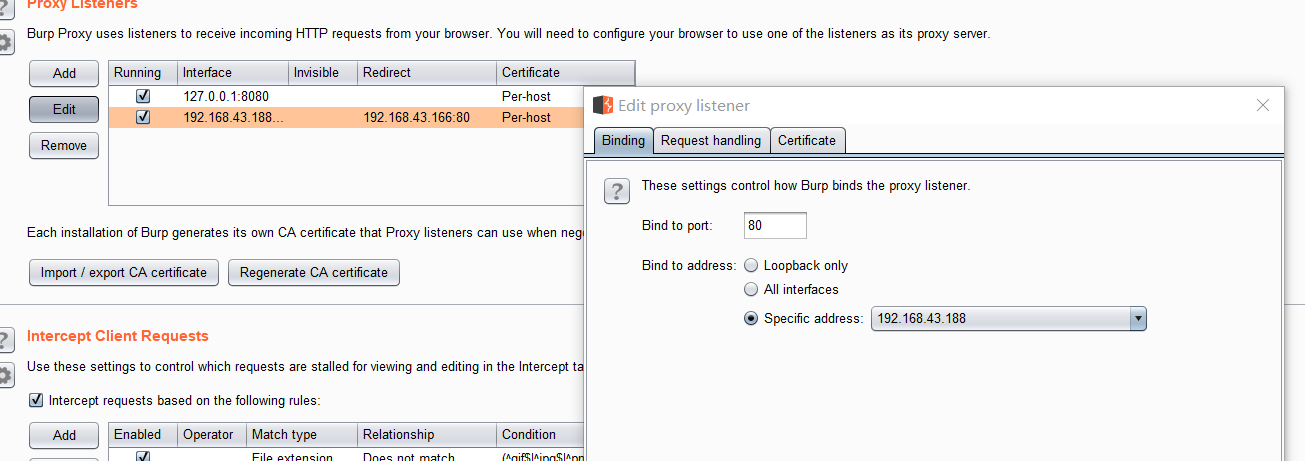 Proxy Listeners
?
Burp Proxy uses listeners to receive incoming HTTP requests from your browser. You will need to configure your browser to use one of the listeners as its proxy server.
Add
Edit
Remove
Running Interface Invisible Redirect Certificate
127.0.0.1:8080 Per-host
192.168.43.188... 192.168.43.166:80 Per-host
Each installation of Burp generates its own CA certificate that Proxy listeners can use when neg
Import / export CA certificate Regenerate CA certificate
?
Intercept Client Requests
Use these settings to control which requests are stalled for viewing and editing in the Intercept ta
Intercept requests based on the following rules:
Add
Enabled Operator Match type Relationship Condition
File extension Does not match
Edit proxy listener
Binding Request handling Certificate
?
These settings control how Burp binds the proxy listener.
Bind to port: 80
Bind to address: Loopback only
All interfaces
Specific address: 192.168.43.188